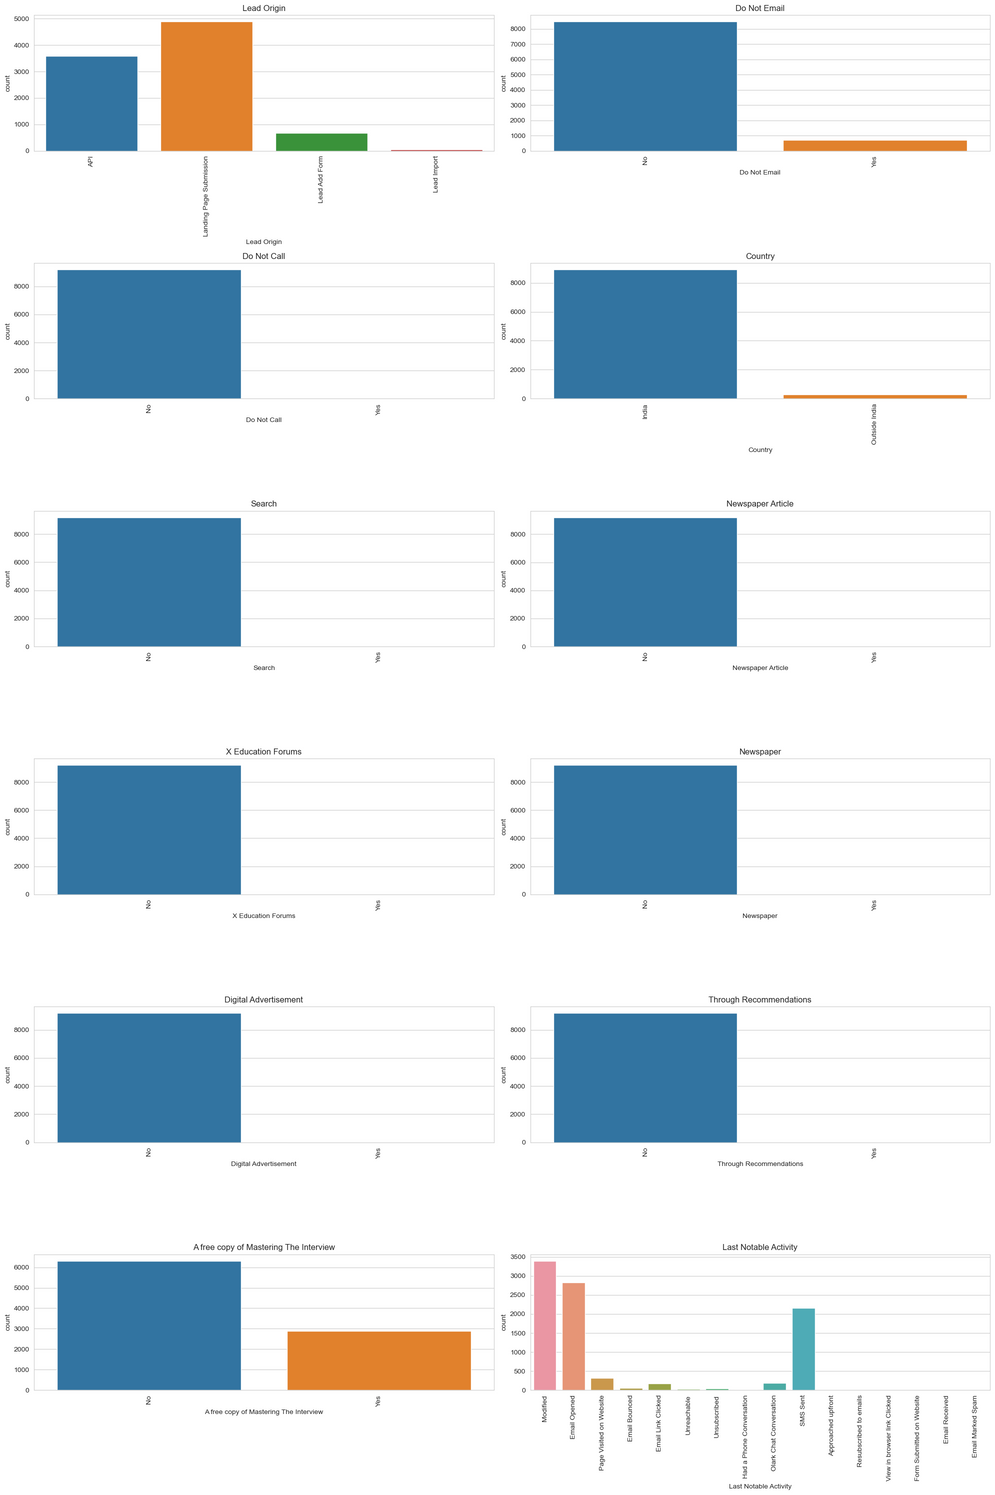 Lead Origin
count
5000
4000
3000
2000
1000
0
API
Landing Page Submission
Lead Add Form
Lead Import
Lead Origin
Do Not Email
count
8000
7000
6000
5000
4000
3000
2000
1000
0
No
Yes
Do Not Email
Do Not Call
count
8000
6000
4000
2000
0
No
Yes
Do Not Call
Country
count
8000
6000
4000
2000
0
India
Outside India
Country
Search
count
8000
6000
4000
2000
0
No
Yes
Search
Newspaper Article
count
8000
6000
4000
2000
0
No
Yes
Newspaper Article
X Education Forums
count
8000
6000
4000
2000
0
No
Yes
X Education Forums
Newspaper
count
8000
6000
4000
2000
0
No
Yes
Newspaper
Digital Advertisement
count
8000
6000
4000
2000
0
No
Yes
Digital Advertisement
Through Recommendations
count
8000
6000
4000
2000
0
No
Yes
Through Recommendations
A free copy of Mastering The Interview
count
6000
5000
4000
3000
2000
1000
0
No
Yes
A free copy of Mastering The Interview
Last Notable Activity
count
3500
3000
2500
2000
1500
1000
500
0
Modified
Email Opened
Page Visited on Website
Email Bounced
Email Link Clicked
Unreachable
Unsubscribed
Had a Phone Conversation
Olark Chat Conversation
SMS Sent
Approached upfront
Resubscribed to emails
View in browser link Clicked
Form Submitted on Website
Email Received
Email Marked Spam
Last Notable Activity